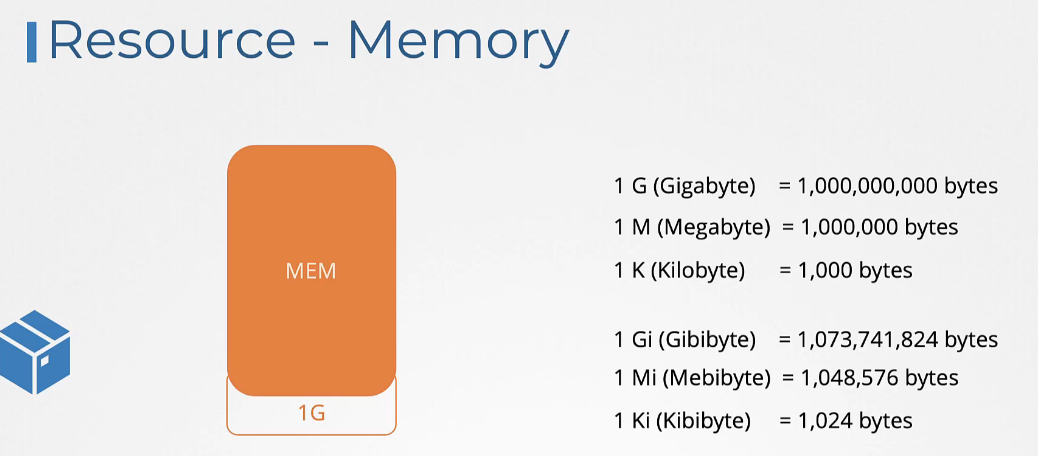 Resource - Memory
MEM
1G
1 G (Gigabyte) = 1,000,000,000 bytes
1 M (Megabyte) = 1,000,000 bytes
1 K (Kilobyte) = 1,000 bytes
1 Gi (Gibibyte) = 1,073,741,824 bytes
1 Mi (Mebibyte) = 1,048,576 bytes
1 Ki (Kibibyte) = 1,024 bytes